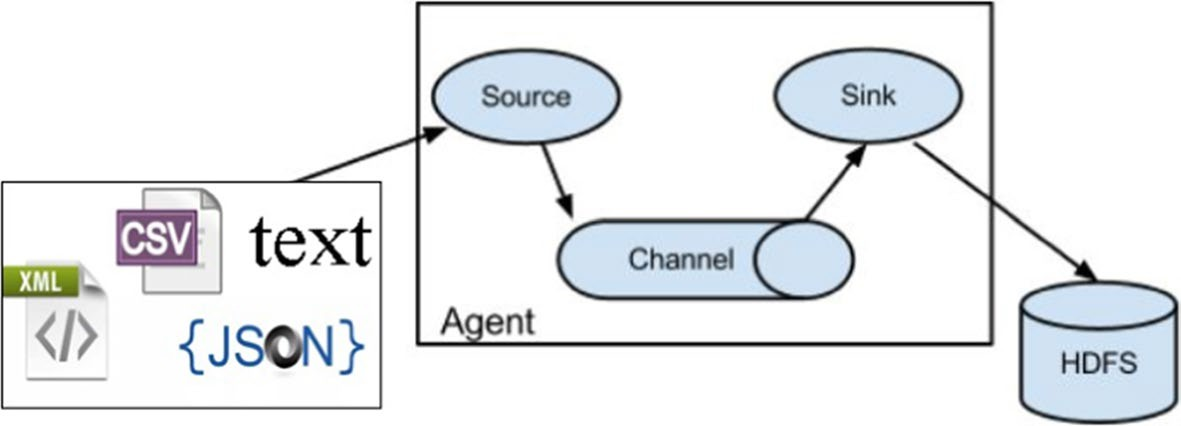 CSV
text
XML
</>
{JSON}
Source
Sink
Channel
Agent
HDFS